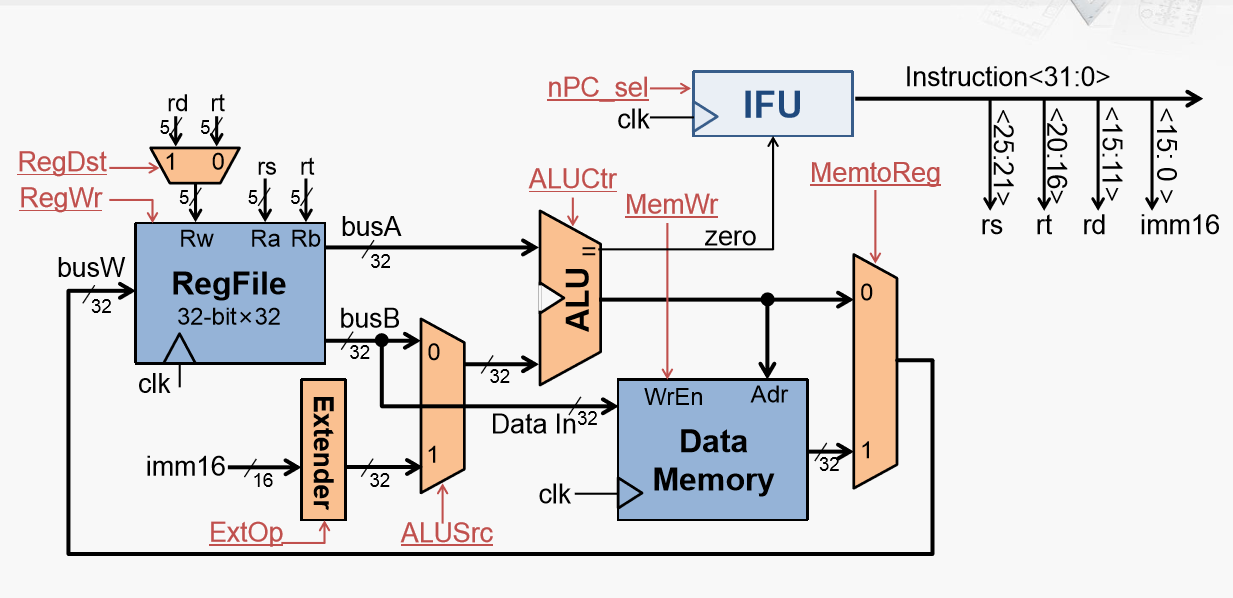 Instruction<31:0>
nPC_sel
IFU
clk
rd
rt
5
5
1
0
RegDst
RegWr
5
rs
rt
5
5
<25:21>
<20:16>
<15:11>
<15: 0 >
rs
rt
rd
imm16
ALUCtr
MemWr
MemtoReg
zero
=
ALU
Rw
Ra
Rb
RegFile
32-bit×32
clk
busW
32
busA
32
busB
32
0
1
32
0
1
Extender
imm16
16
32
ExtOp
ALUSrc
Data In
32
WrEn
Adr
Data
Memory
clk
32